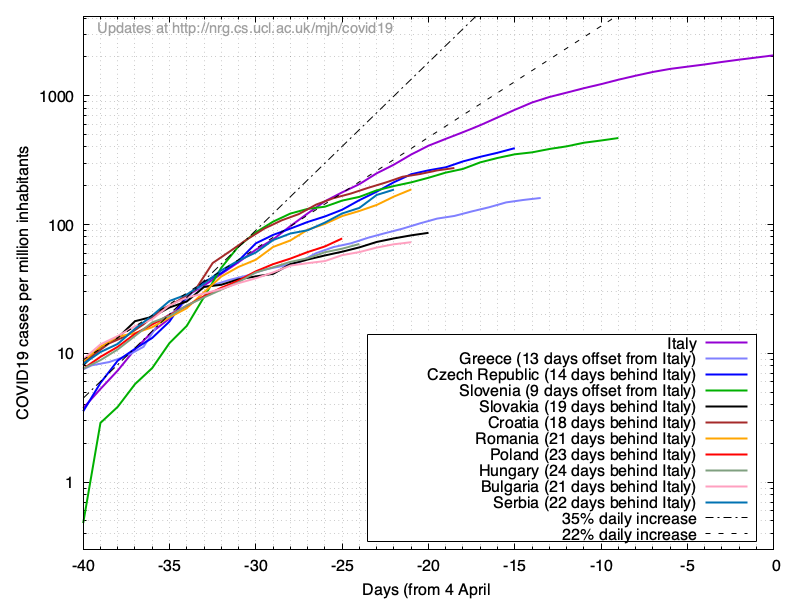 Updates at http://nrg.cs.ucl.ac.uk/mjh/covid19
COVID19 cases per million inhabitants
1000
100
10
1
Italy
Greece (13 days offset from Italy)
Czech Republic (14 days behind Italy)
Slovenia (9 days offset from Italy)
Slovakia (19 days behind Italy)
Croatia (18 days behind Italy)
Romania (21 days behind Italy)
Poland (23 days behind Italy)
Hungary (24 days behind Italy)
Bulgaria (21 days behind Italy)
Serbia (22 days behind Italy)
35% daily increase
22% daily increase
-40 -35 -30 -25 -20 -15 -10 -5 0
Days (from 4 April